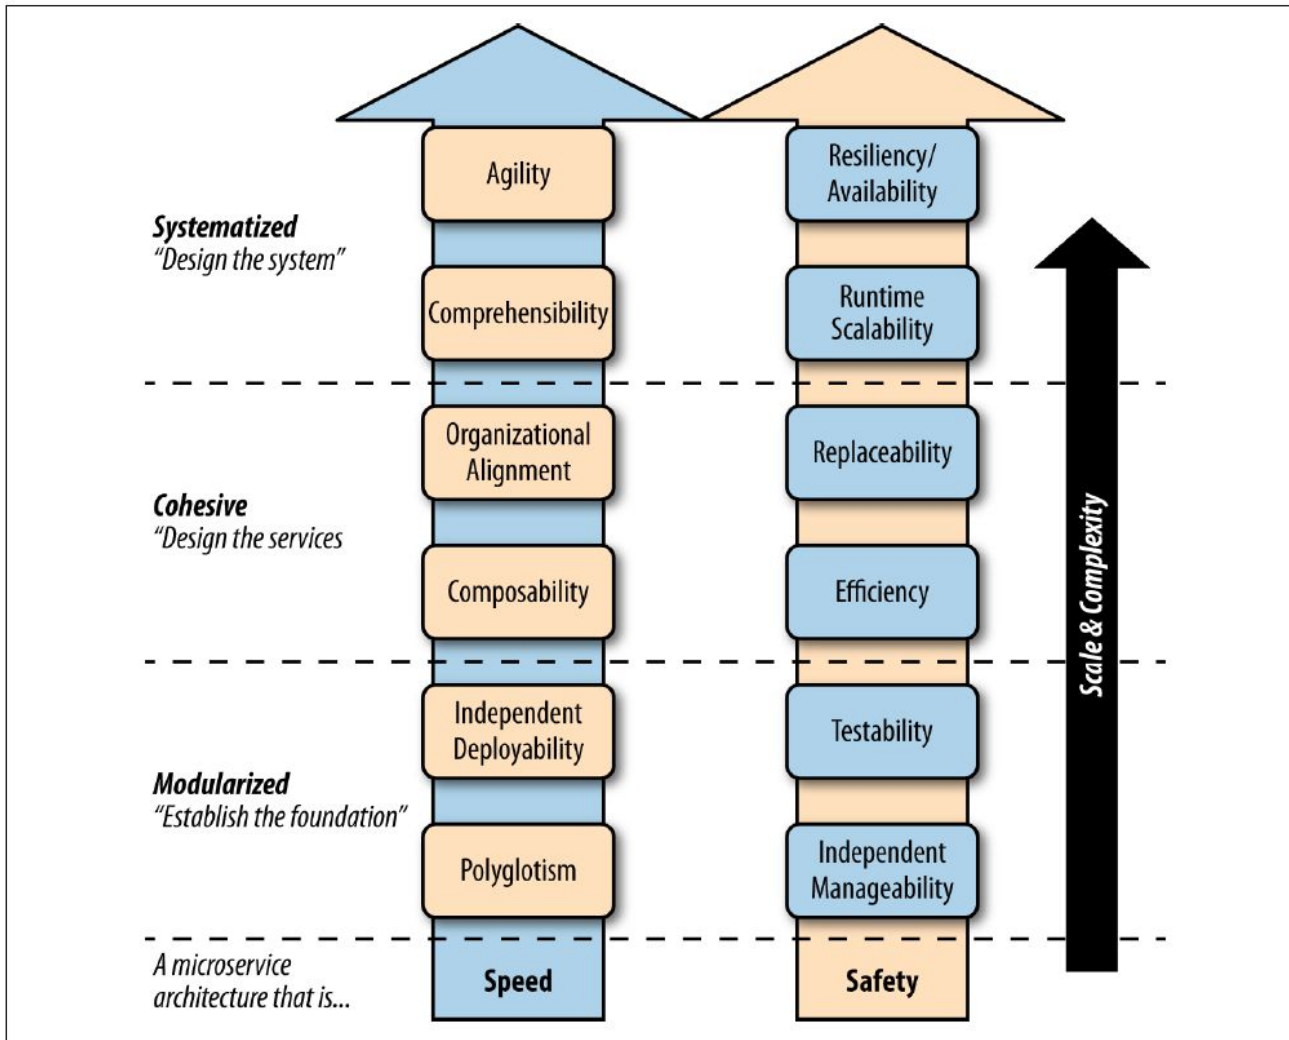 Agility
Resiliency/
Availability
Systematized
“Design the system”
Comprehensibility
Runtime
Scalability
Organizational
Alignment
Replaceability
Cohesive
“Design the services
Composability
Efficiency
Scale & Complexity
Independent
Deployability
Testability
Modularized
“Establish the foundation”
Polyglotism
Independent
Manageability
A microservice
architecture that is...
Speed
Safety